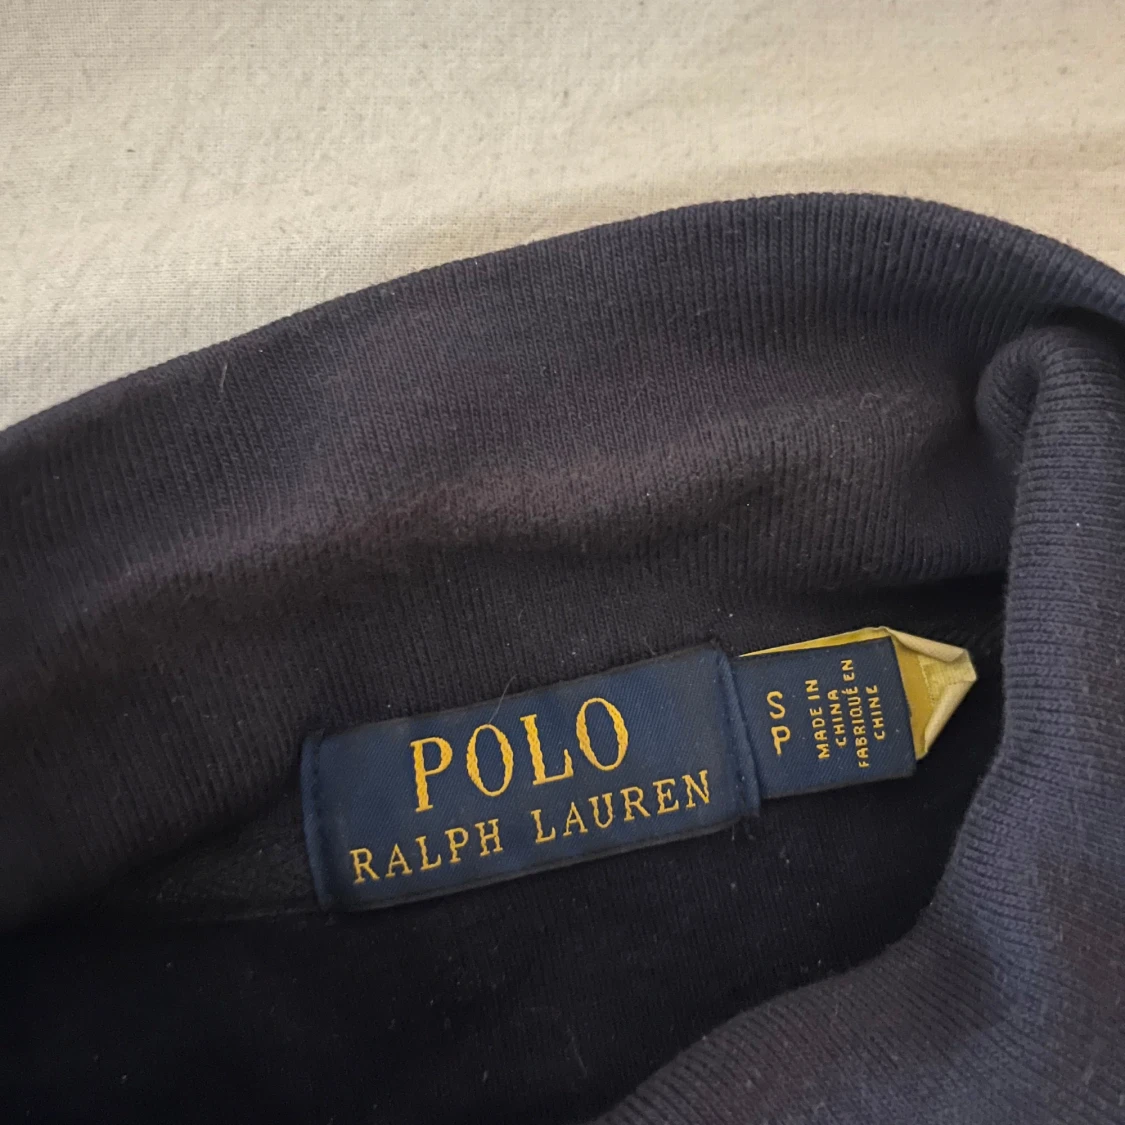 POLO
RALPH LAUREN
S
P
MADE IN
CHINA
FABRIQUÉ EN
CHINE